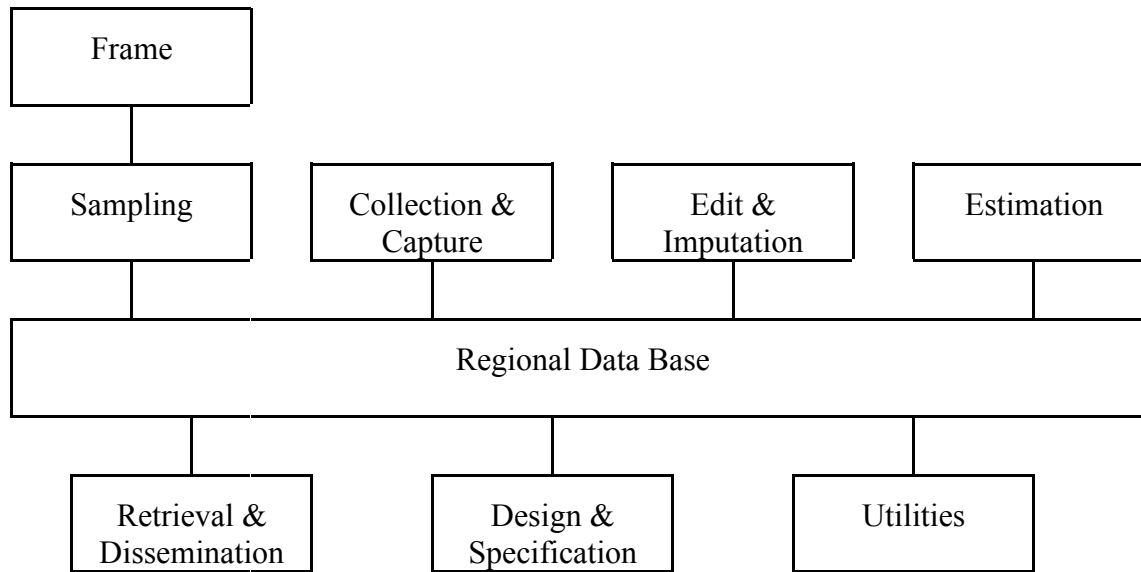 Frame
Sampling
Collection &
Capture
Edit &
Imputation
Estimation
Regional Data Base
Retrieval &
Dissemination
Design &
Specification
Utilities